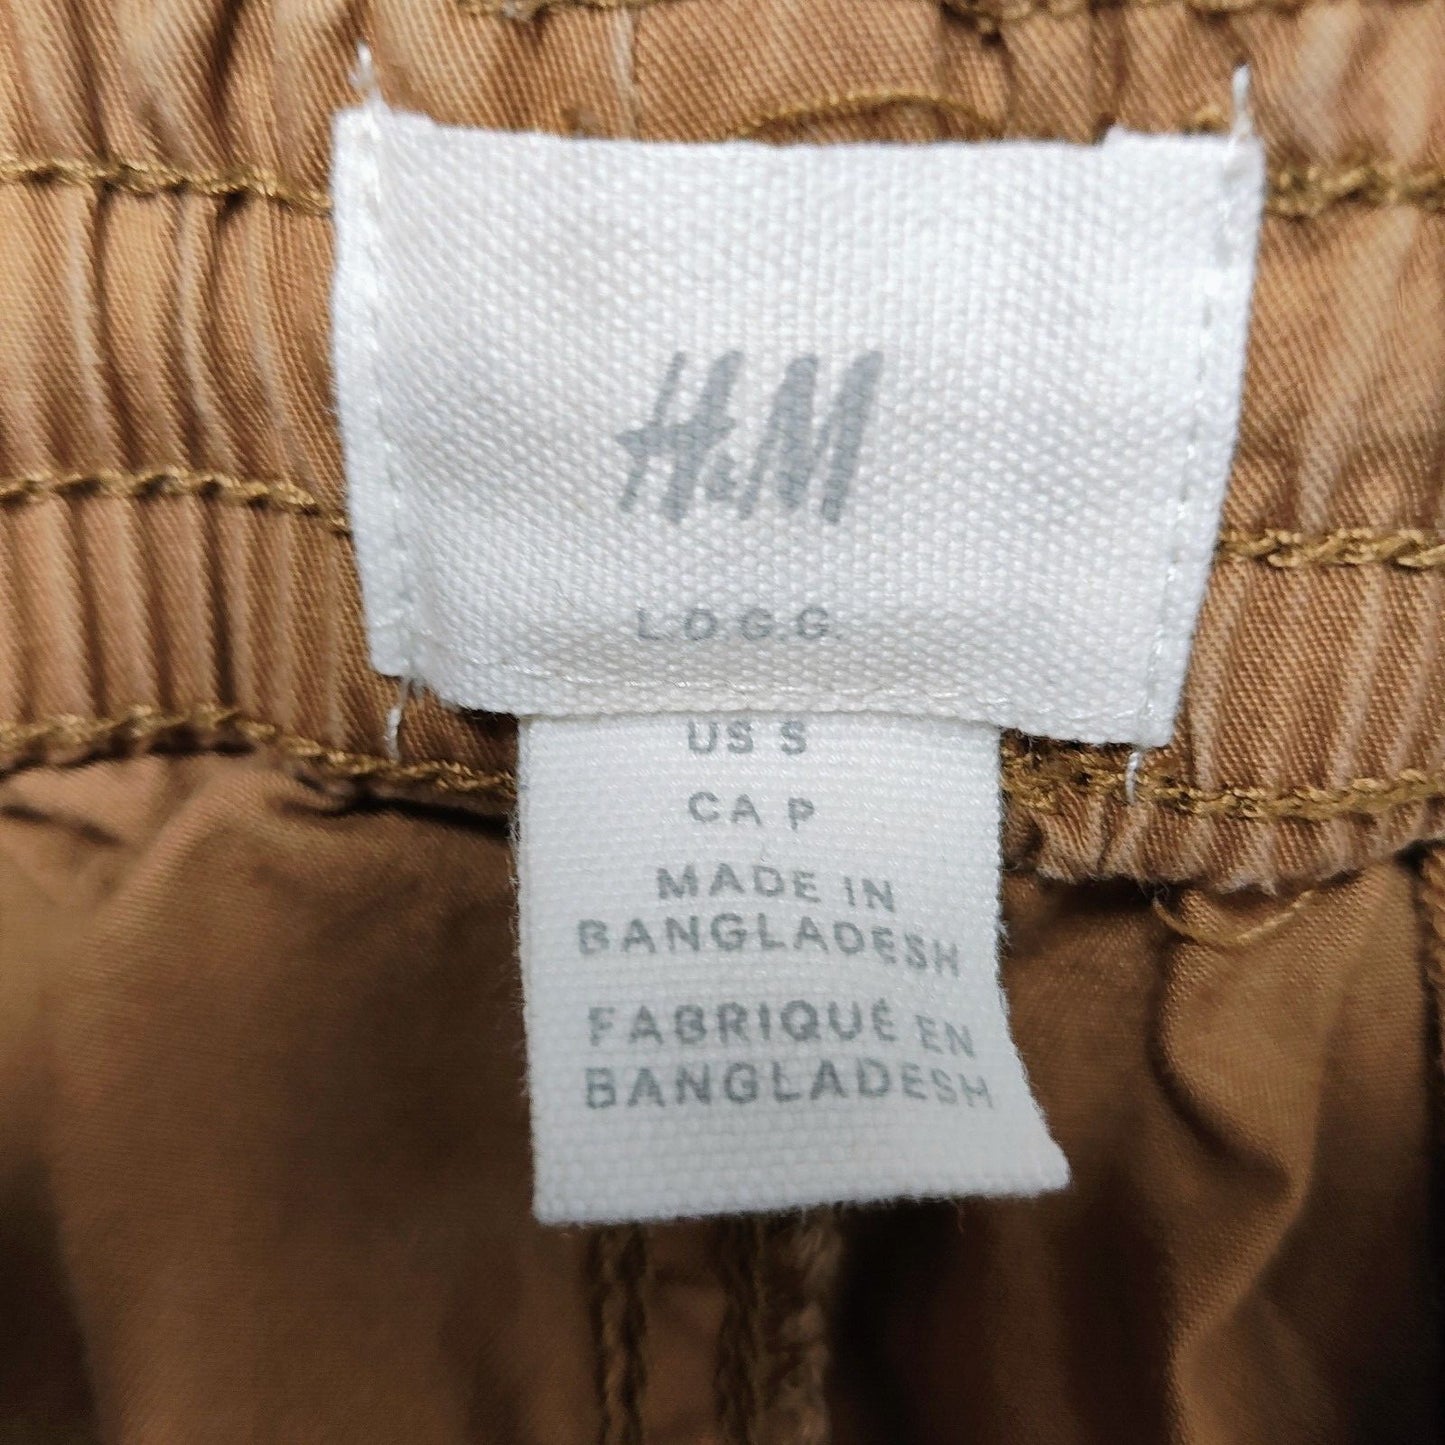 H&M
L.O.G.G.
US S
CA P
MADE IN
BANGLADESH
FABRIQUÉ EN
BANGLADESH